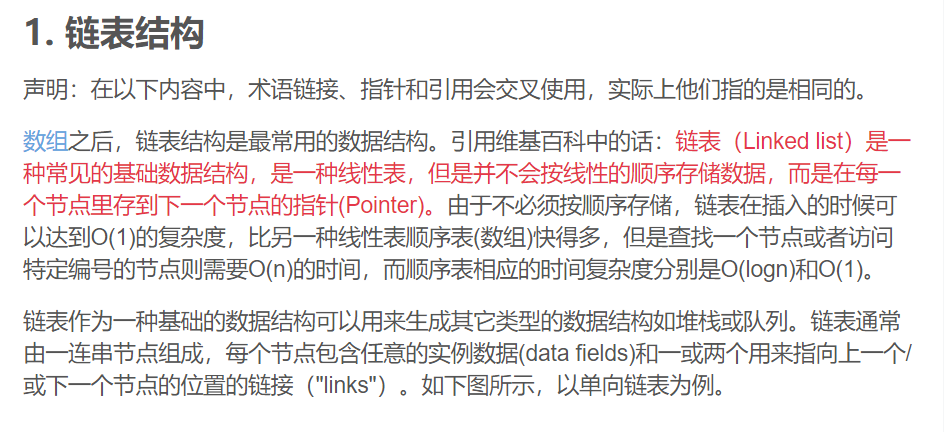 1. 链表结构
声明：在以下内容中，术语链接、指针和引用会交叉使用，实际上他们指的是相同的。
数组之后，链表结构是最常用的数据结构。引用维基百科中的话：链表（Linked list）是一
种常见的基础数据结构，是一种线性表，但是并不会按线性的顺序存储数据，而是在每一
个节点里存到下一个节点的指针(Pointer)。由于不必须按顺序存储，链表在插入的时候可
以达到O(1)的复杂度，比另一种线性表顺序表(数组)快得多，但是查找一个节点或者访问
特定编号的节点则需要O(n)的时间，而顺序表相应的时间复杂度分别是O(logn)和O(1)。
链表作为一种基础的数据结构可以用来生成其它类型的数据结构如堆栈或队列。链表通常
由一连串节点组成，每个节点包含任意的实例数据(data fields)和一或两个用来指向上一个/
或下一个节点的位置的链接（"links"）。如下图所示，以单向链表为例。